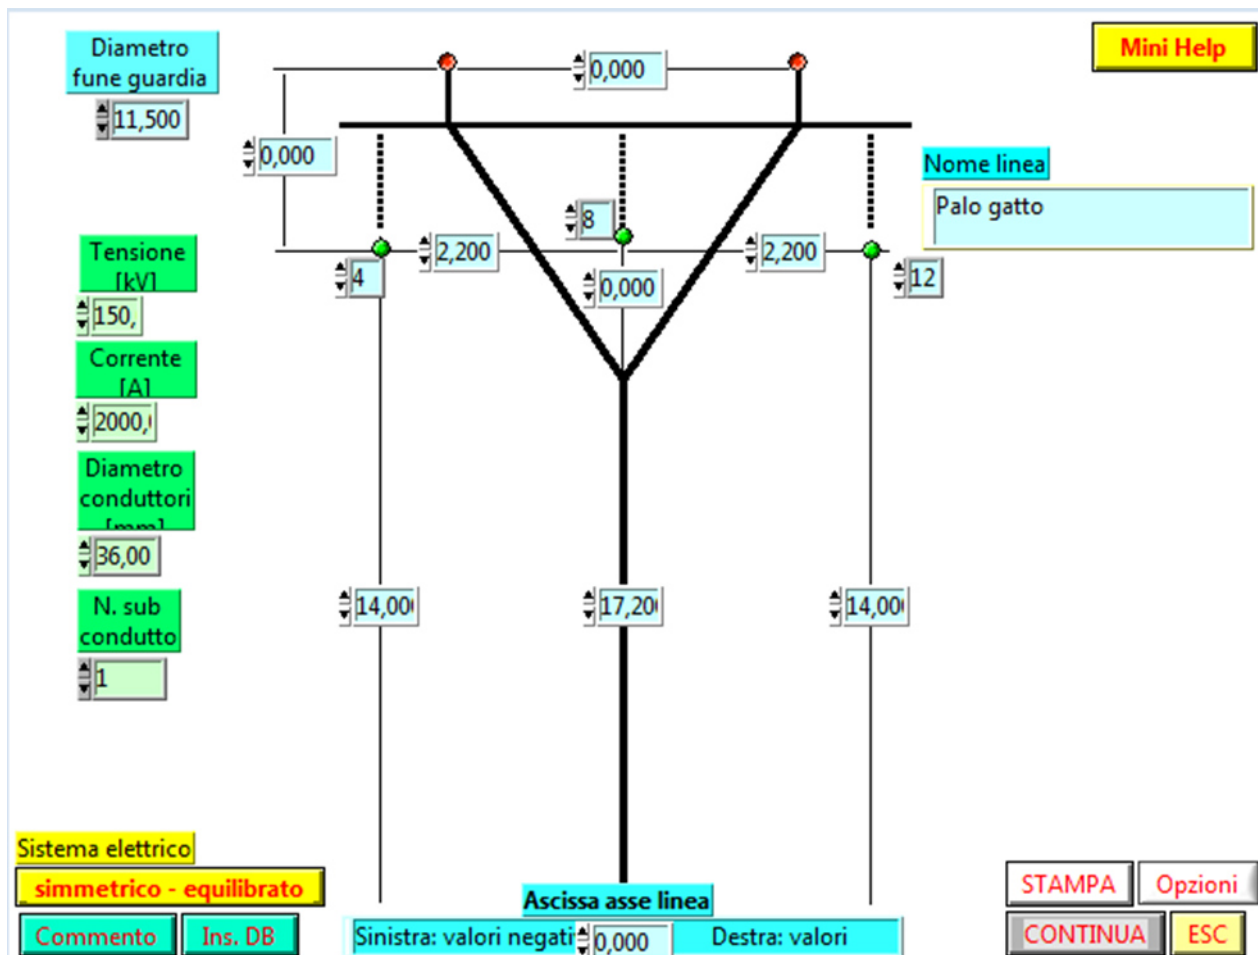 Diametro
fune guardia
11,500
0,000
Mini Help
0,000
Nome linea
Palo gatto
8
2,200
2,200
4
0,000
12
Tensione
[kV]
150,
Corrente
[A]
2000,
Diametro
conduttori
[mm]
36,00
N. sub
condutto
1
14,00
17,20
14,00
Sistema elettrico
simmetrico - equilibrato
Commento
Ins. DB
Ascissa asse linea
Sinistra: valori negati
0,000
Destra: valori
STAMPA
Opzioni
CONTINUA
ESC